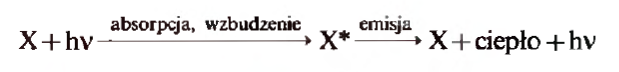 X + hν absorpcja, wzbudzenie → X* emisja → X + ciepło + hν